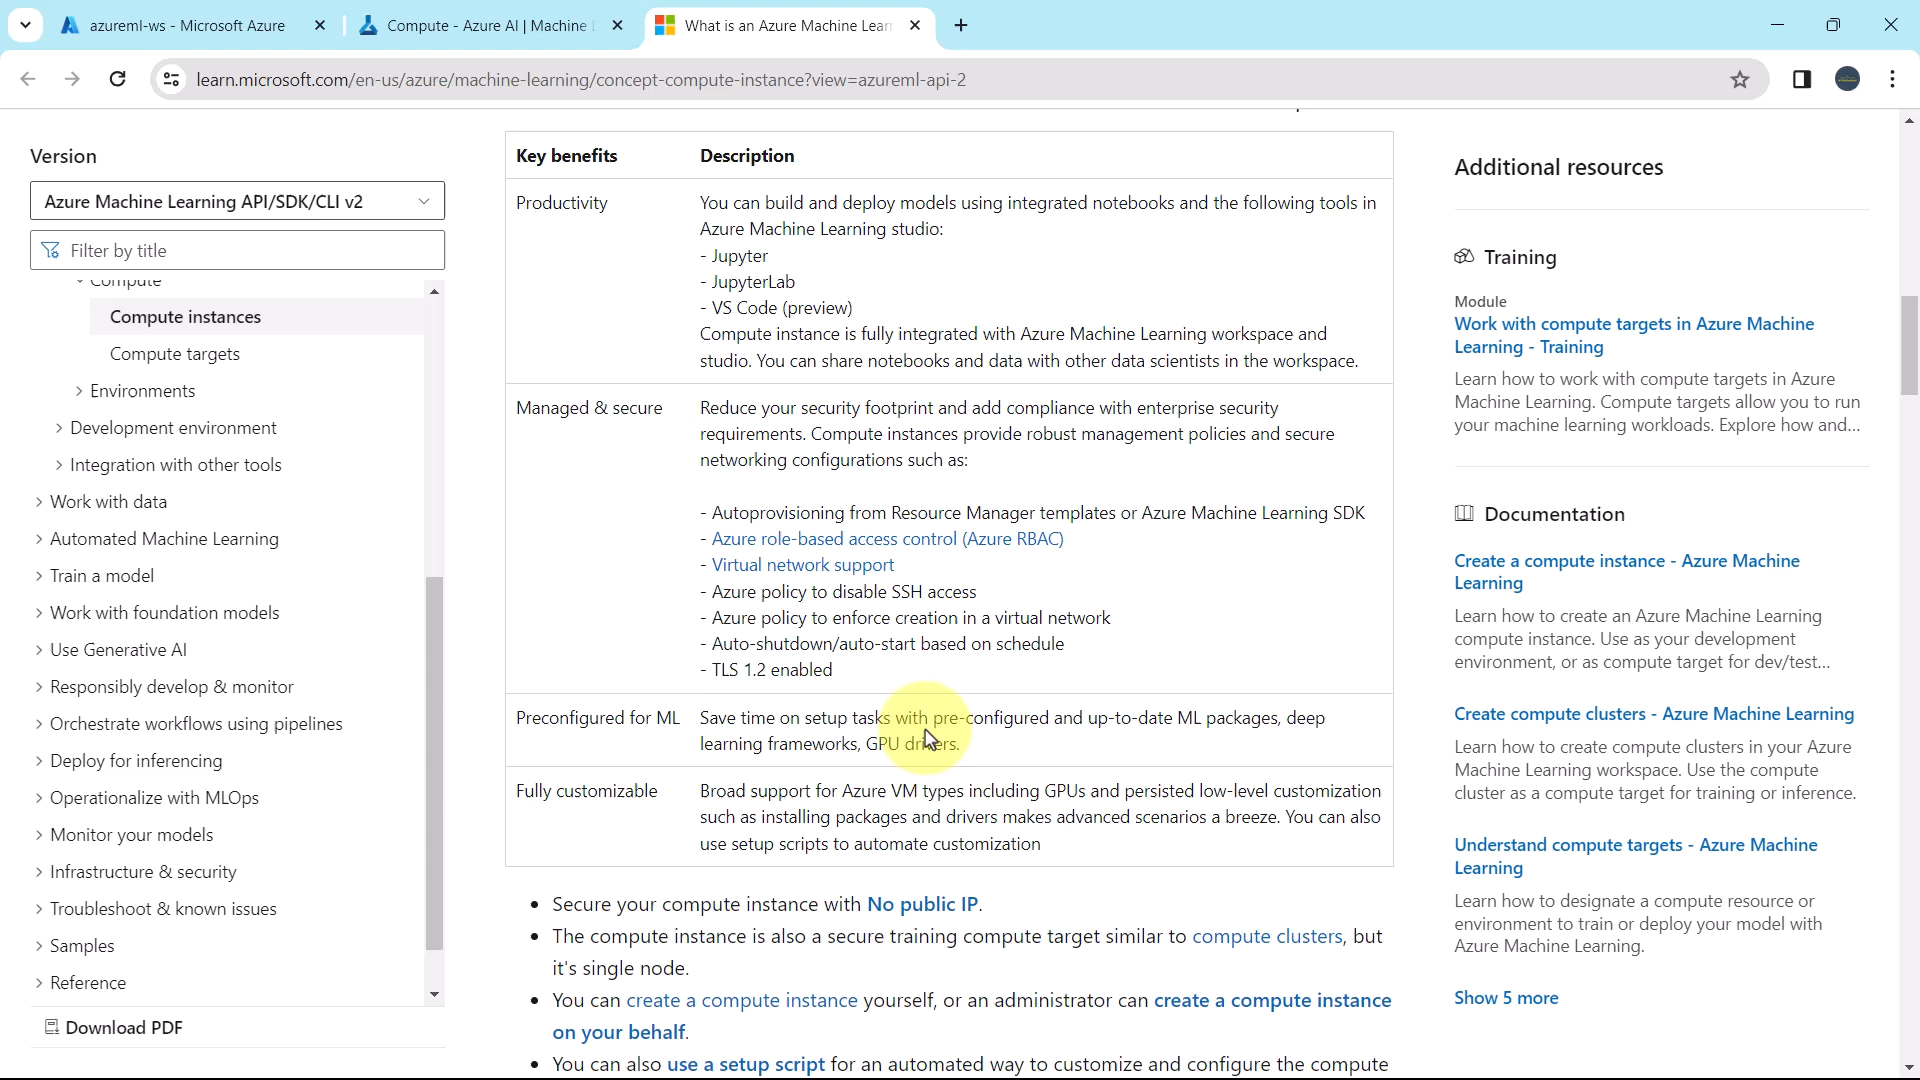 azureml-ws - Microsoft Azure
Compute - Azure AI | Machine
What is an Azure Machine Lear
learn.microsoft.com/en-us/azure/machine-learning/concept-compute-instance?view=azureml-api-2
Version
Azure Machine Learning API/SDK/CLI v2
Filter by title
Compute
Compute instances
Compute targets
Environments
Development environment
Integration with other tools
Work with data
Automated Machine Learning
Train a model
Work with foundation models
Use Generative AI
Responsibly develop & monitor
Orchestrate workflows using pipelines
Deploy for inferencing
Operationalize with MLOps
Monitor your models
Infrastructure & security
Troubleshoot & known issues
Samples
Reference
Download PDF
Key benefits Description
Productivity
You can build and deploy models using integrated notebooks and the following tools in
Azure Machine Learning studio:
- Jupyter
- JupyterLab
- VS Code (preview)
Compute instance is fully integrated with Azure Machine Learning workspace and
studio. You can share notebooks and data with other data scientists in the workspace.
Managed & secure
Reduce your security footprint and add compliance with enterprise security
requirements. Compute instances provide robust management policies and secure
networking configurations such as:
- Autoprovisioning from Resource Manager templates or Azure Machine Learning SDK
- Azure role-based access control (Azure RBAC)
- Virtual network support
- Azure policy to disable SSH access
- Azure policy to enforce creation in a virtual network
- Auto-shutdown/auto-start based on schedule
- TLS 1.2 enabled
Preconfigured for ML
Save time on setup tasks with pre-configured and up-to-date ML packages, deep
learning frameworks, GPU drivers.
Fully customizable
Broad support for Azure VM types including GPUs and persisted low-level customization
such as installing packages and drivers makes advanced scenarios a breeze. You can also
use setup scripts to automate customization
• Secure your compute instance with No public IP.
• The compute instance is also a secure training compute target similar to compute clusters, but
it's single node.
• You can create a compute instance yourself, or an administrator can create a compute instance
on your behalf.
• You can also use a setup script for an automated way to customize and configure the compute
Additional resources
Training
Module
Work with compute targets in Azure Machine
Learning - Training
Learn how to work with compute targets in Azure
Machine Learning. Compute targets allow you to run
your machine learning workloads. Explore how and...
Documentation
Create a compute instance - Azure Machine
Learning
Learn how to create an Azure Machine Learning
compute instance. Use as your development
environment, or as compute target for dev/test...
Create compute clusters - Azure Machine Learning
Learn how to create compute clusters in your Azure
Machine Learning workspace. Use the compute
cluster as a compute target for training or inference.
Understand compute targets - Azure Machine
Learning
Learn how to designate a compute resource or
environment to train or deploy your model with
Azure Machine Learning.
Show 5 more